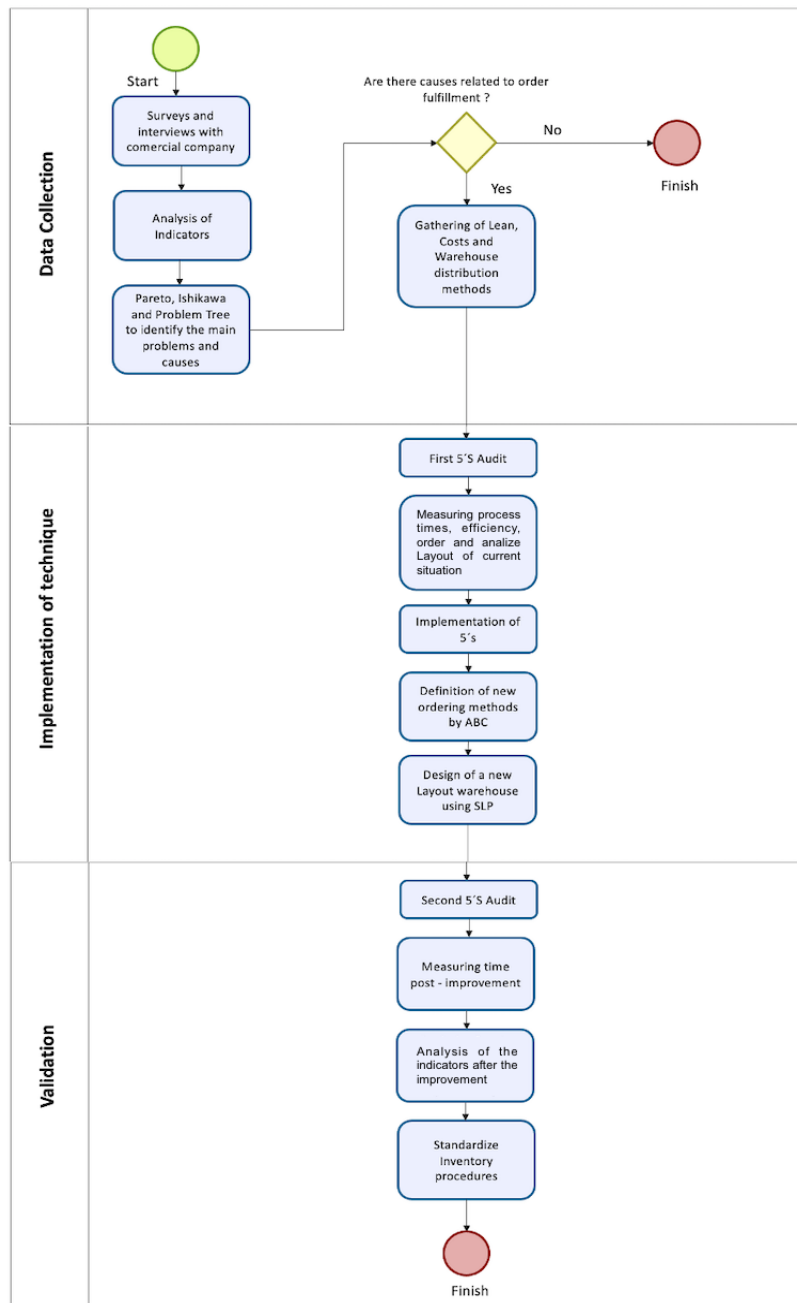 Data Collection
Start
Surveys and
interviews with
comercial company
Analysis of
Indicators
Pareto, Ishikawa
and Problem Tree
to identify the main
problems and
causes
Are there causes related to order
fulfillment ?
No
Finish
Yes
Gathering of Lean,
Costs and
Warehouse
distribution
methods
Implementation of technique
First 5´S Audit
Measuring process
times, efficiency,
order and analize
Layout of current
situation
Implementation of
5´s
Definition of new
ordering methods
by ABC
Design of a new
Layout warehouse
using SLP
Validation
Second 5´S Audit
Measuring time
post - improvement
Analysis of the
indicators after the
improvement
Standardize
Inventory
procedures
Finish